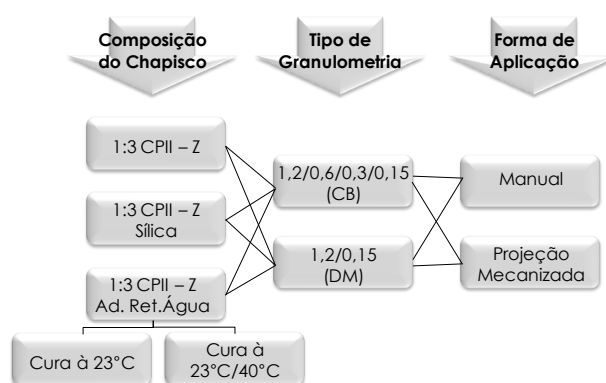 Composição
do Chapisco
Tipo de
Granulometria
Forma de
Aplicação
1:3 CPII – Z
1:3 CPII – Z
Sílica
1:3 CPII – Z
Ad. Ret.Água
1,2/0,6/0,3/0,15
(CB)
1,2/0,15
(DM)
Manual
Projeção
Mecanizada
Cura à 23°C
Cura à
23°C/40°C